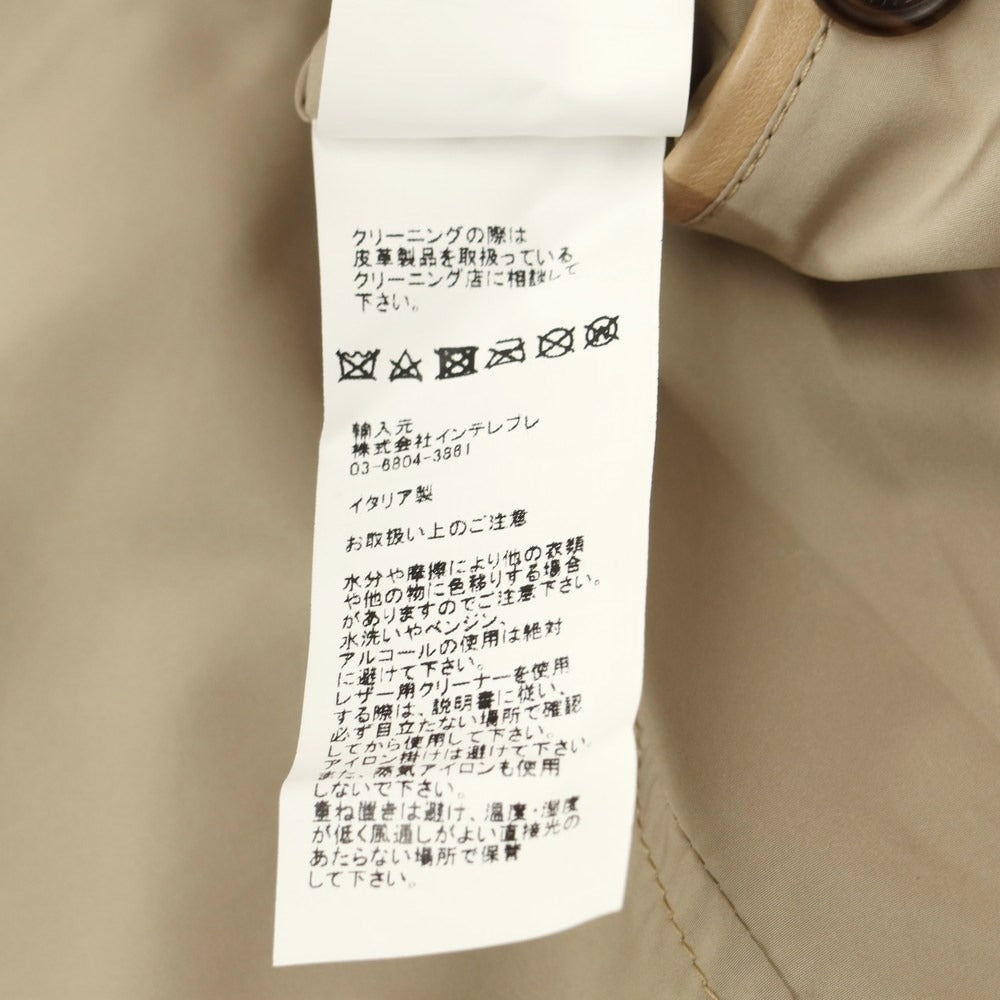 クリーニングの際は
皮革製品を取扱っている
クリーニング店に相談して
下さい。
輸入元
株式会社インテレプレ
03-6804-3861
イタリア製
お取扱い上のご注意
水分や摩擦により他の衣類
や他の物に色移りする場合
がありますのでご注意下さい。
水洗いやベンジン、
アルコールの使用は絶対
に避けて下さい。
レザー用クリーナーを使用
する際は、説明書に従い、
必ず目立たない場所で確認
してから使用して下さい。
アイロン掛けは避けて下さい。
また、蒸気アイロンも使用
しないで下さい。
重ね置きは避け、温度・湿度
が低く風通しがよい直接光の
あたらない場所で保管
して下さい。